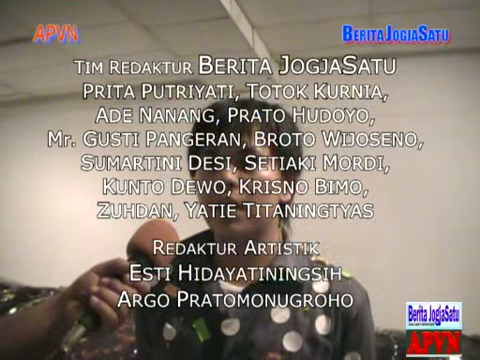 APVN
BERITA JOGJASATU
TIM REDAKTUR BERITA JOGJASATU
PRITA PUTRIYATI, TOTOK KURNIA,
ADE NANANG, PRATO HUDOYO,
Mr. GUSTI PANGERAN, BROTO WIJOSENO,
SUMARTINI DESI, SETIAKI MORDI,
KUNTO DEWO, KRISNO BIMO,
ZUHDAN, YATIE TITANINGTYAS
REDAKTUR ARTISTIK
ESTI HIDAYATININGSIH
ARGO PRATOMONUGROHO
Berita JogjaSatu
APVN